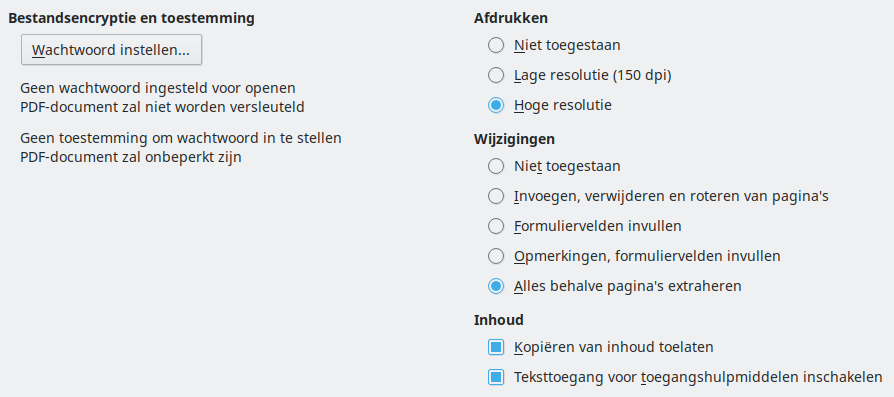 Bestandsencryptie en toestemming
Wachtwoord instellen...
Geen wachtwoord ingesteld voor openen
PDF-document zal niet worden versleuteld
Geen toestemming om wachtwoord in te stellen
PDF-document zal onbeperkt zijn
Afdrukken
Niet toegestaan
Lage resolutie (150 dpi)
Hoge resolutie
Wijzigingen
Niet toegestaan
Invoegen, verwijderen en roteren van pagina's
Formuliervelden invullen
Opmerkingen, formuliervelden invullen
Alles behalve pagina's extraheren
Inhoud
Kopiëren van inhoud toelaten
Teksttoegang voor toegangshulpmiddelen inschakelen